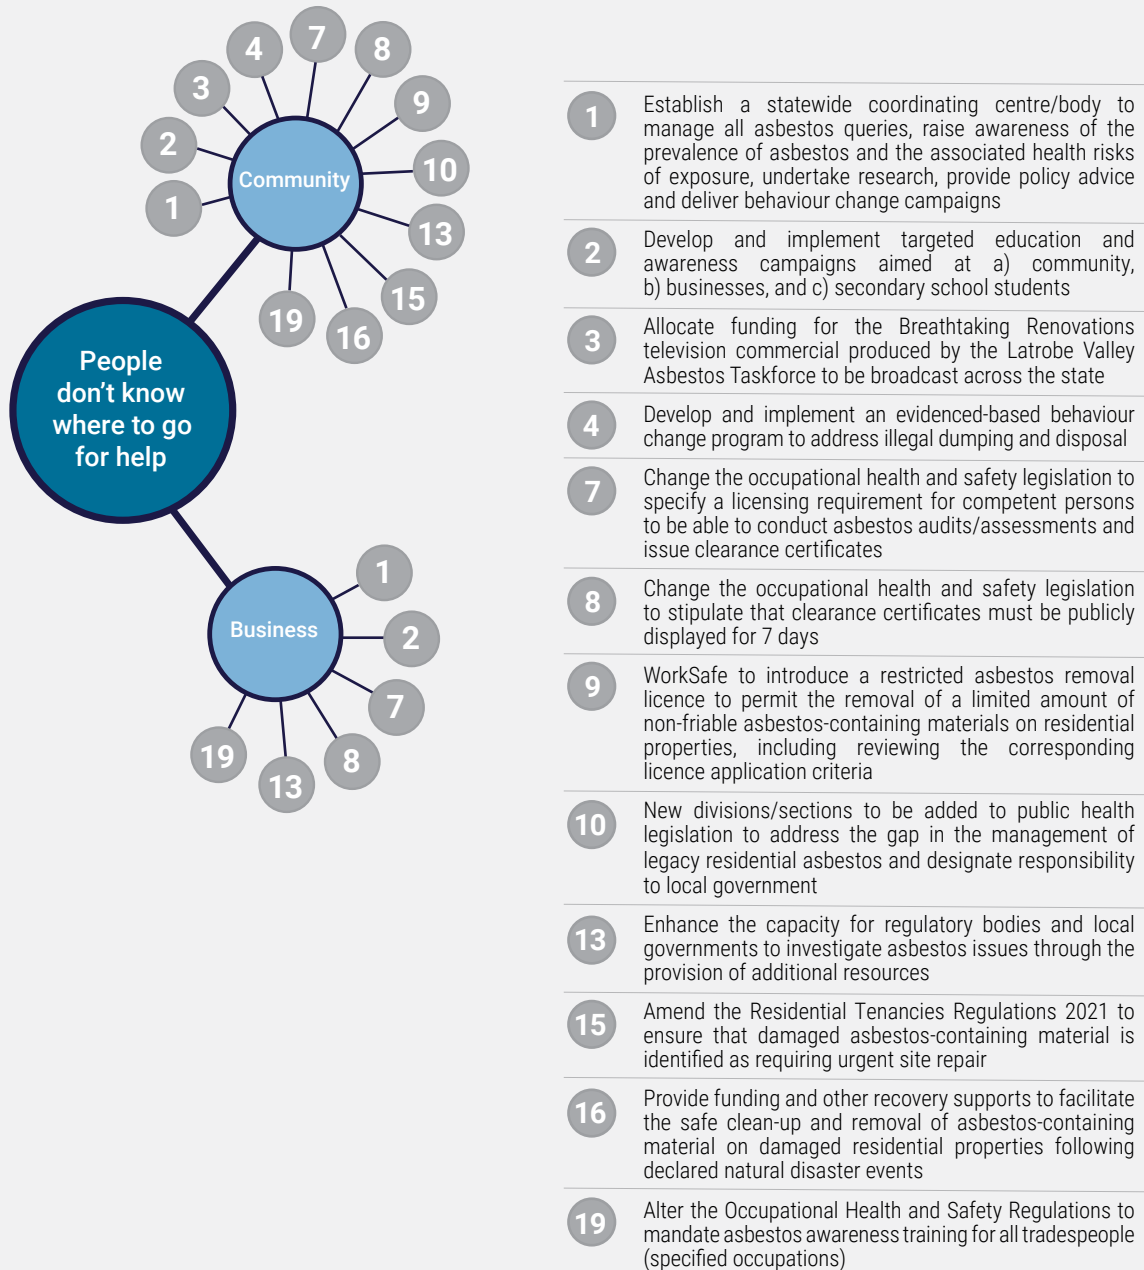 7
8
4
3
9
2
10
Community
1
13
15
19
16
People
don't know
where to go
for help
1
Business
2
7
19
8
13
1
Establish a statewide coordinating centre/body to
manage all asbestos queries, raise awareness of the
prevalence of asbestos and the associated health risks
of exposure, undertake research, provide policy advice
and deliver behaviour change campaigns
2
Develop and implement targeted education and
awareness campaigns aimed at a) community,
b) businesses, and c) secondary school students
3
Allocate funding for the Breathtaking Renovations
television commercial produced by the Latrobe Valley
Asbestos Taskforce to be broadcast across the state
4
Develop and implement an evidenced-based behaviour
change program to address illegal dumping and disposal
7
Change the occupational health and safety legislation to
specify a licensing requirement for competent persons
to be able to conduct asbestos audits/assessments and
issue clearance certificates
8
Change the occupational health and safety legislation
to stipulate that clearance certificates must be publicly
displayed for 7 days
9
WorkSafe to introduce a restricted asbestos removal
licence to permit the removal of a limited amount of
non-friable asbestos-containing materials on residential
properties, including reviewing the corresponding
licence application criteria
10
New divisions/sections to be added to public health
legislation to address the gap in the management of
legacy residential asbestos and designate responsibility
to local government
13
Enhance the capacity for regulatory bodies and local
governments to investigate asbestos issues through the
provision of additional resources
15
Amend the Residential Tenancies Regulations 2021 to
ensure that damaged asbestos-containing material is
identified as requiring urgent site repair
16
Provide funding and other recovery supports to facilitate
the safe clean-up and removal of asbestos-containing
material on damaged residential properties following
declared natural disaster events
19
Alter the Occupational Health and Safety Regulations to
mandate asbestos awareness training for all tradespeople
(specified occupations)